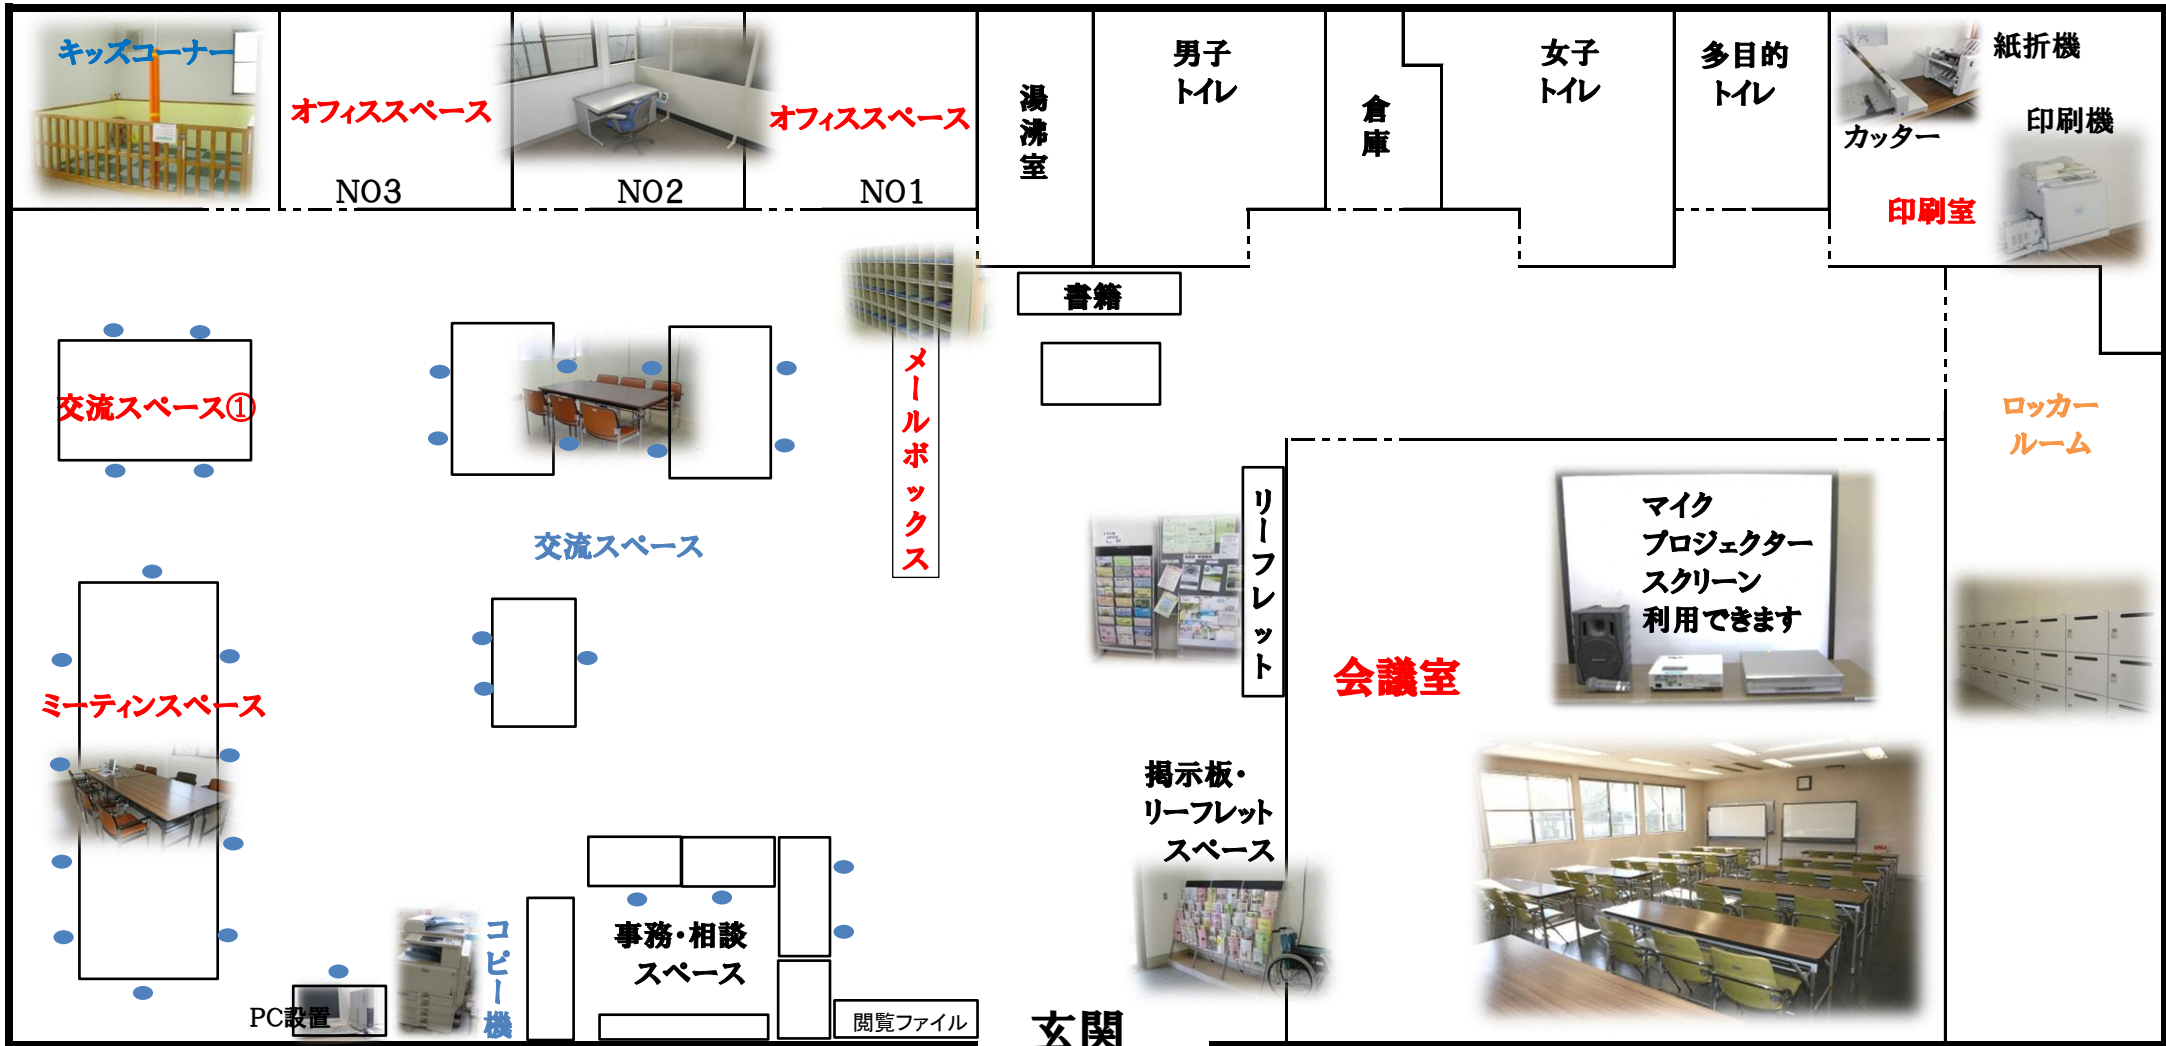 キッズコーナー
オフィススペース
NO3
NO2
オフィススペース
NO1
湯沸室
男子
トイレ
倉庫
女子
トイレ
多目的
トイレ
紙折機
カッター
印刷機
印刷室
書籍
メールボックス
交流スペース①
交流スペース
リーフレット
マイク
プロジェクター
スクリーン
利用できます
会議室
ロッカー
ルーム
ミーティンスペース
掲示板・
リーフレット
スペース
事務・相談
スペース
コピー機
PC設置
閲覧ファイル
玄関